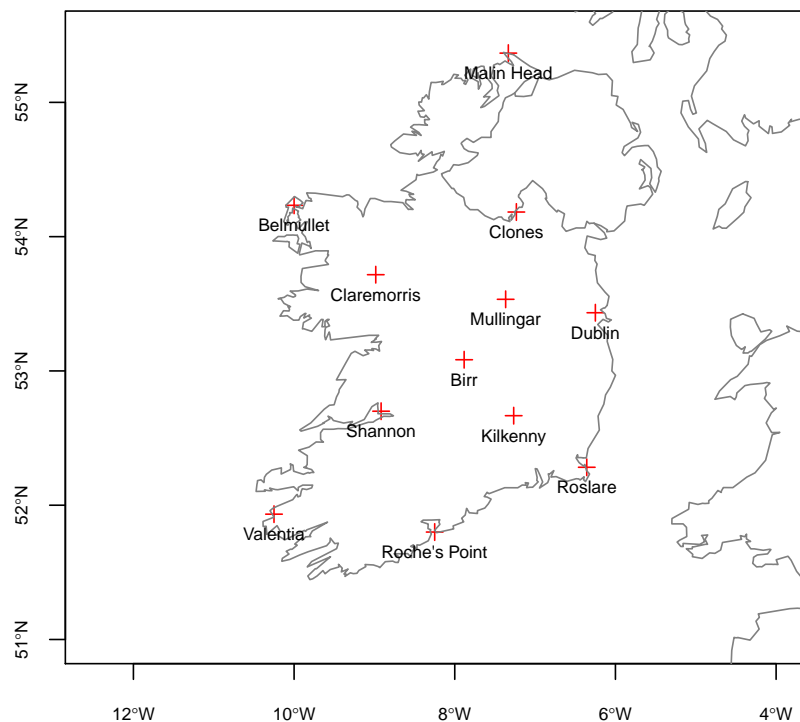 Malin Head
55°N
Belmullet
Clones
54°N
Claremorris
Mullingar
Dublin
53°N
Birr
Shannon
Kilkenny
Roslare
52°N
Valentia
Roche's Point
51°N
12°W 10°W 8°W 6°W 4°W